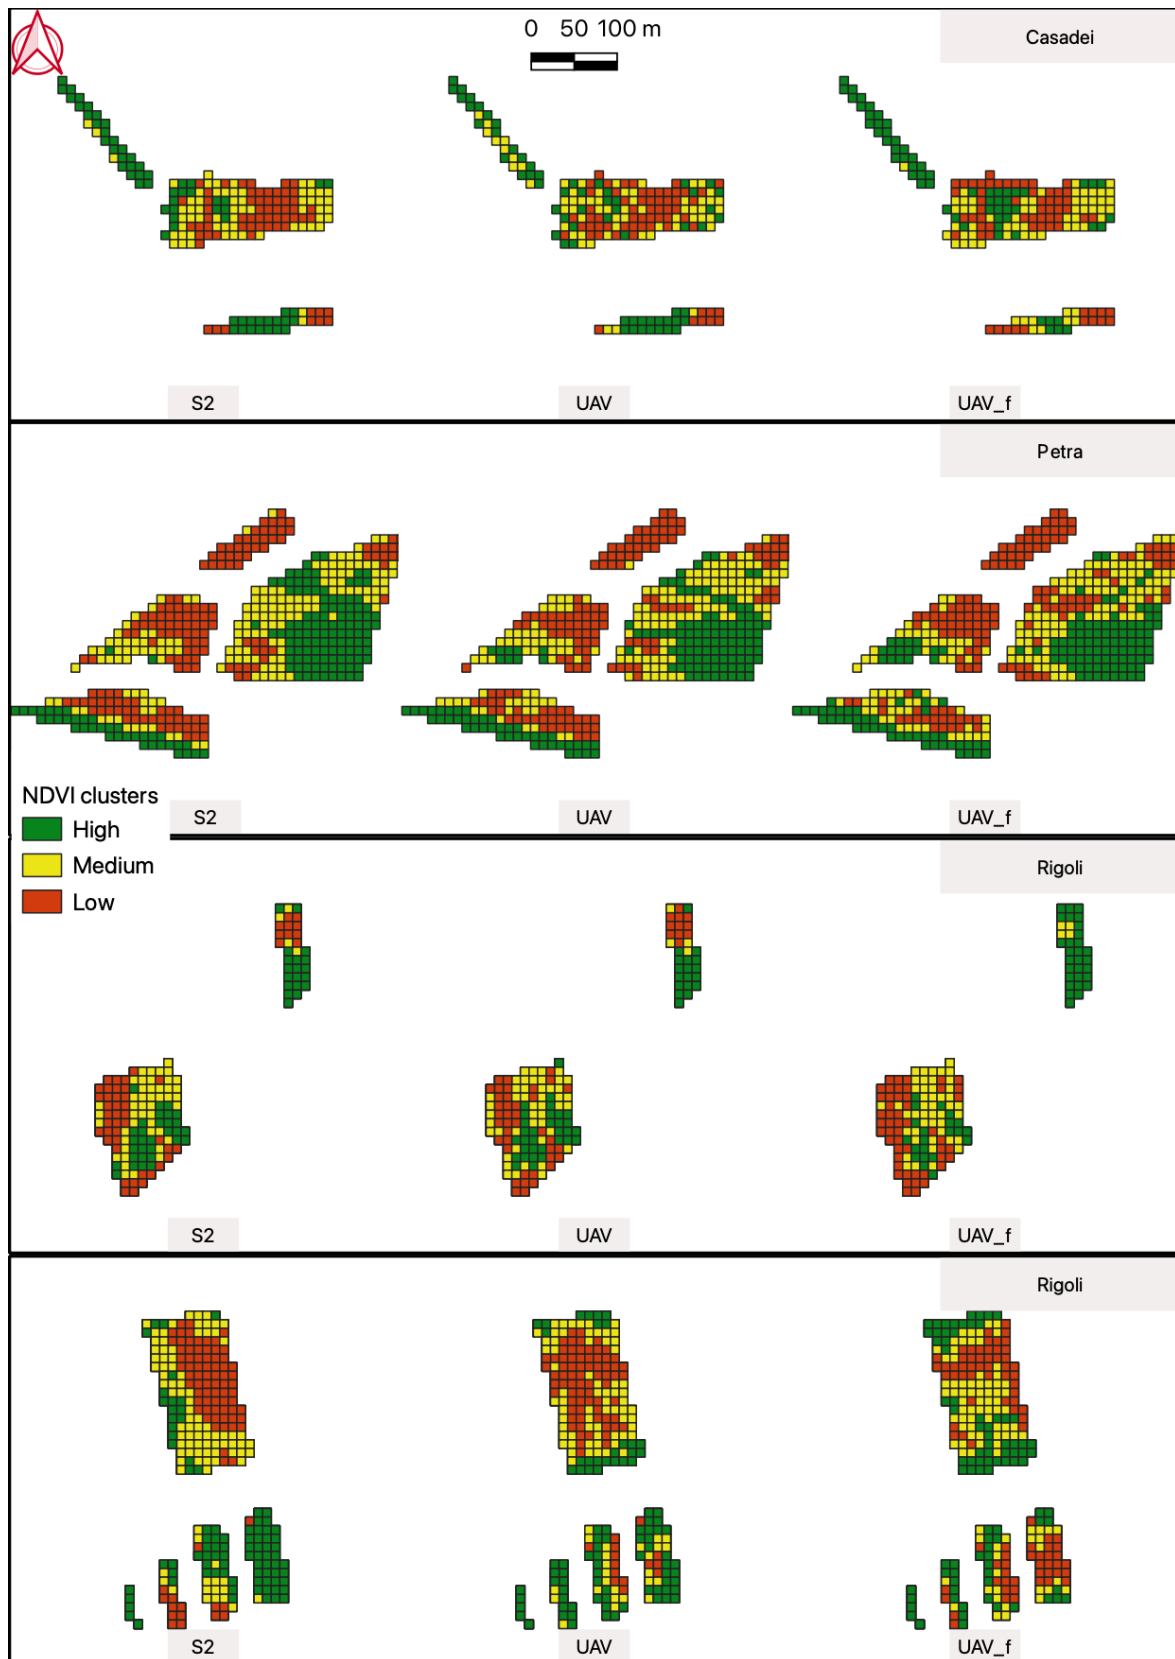 0 50 100 m
Casadei
S2 UAV UAV_f
Petra
S2 UAV UAV_f
NDVI clusters
High
Medium
Low
Rigoli
S2 UAV UAV_f
Rigoli
S2 UAV UAV_f